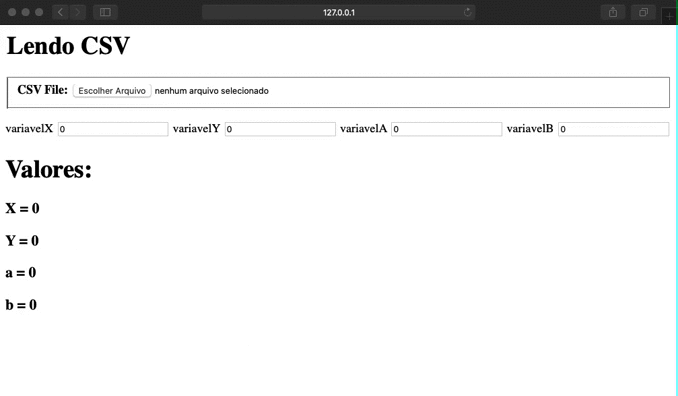 127.0.0.1
Lendo CSV
CSV File: Escolher Arquivo nenhum arquivo selecionado
variavelX 0 variavelY 0 variavelA 0 variavelB 0
Valores:
X = 0
Y = 0
a = 0
b = 0